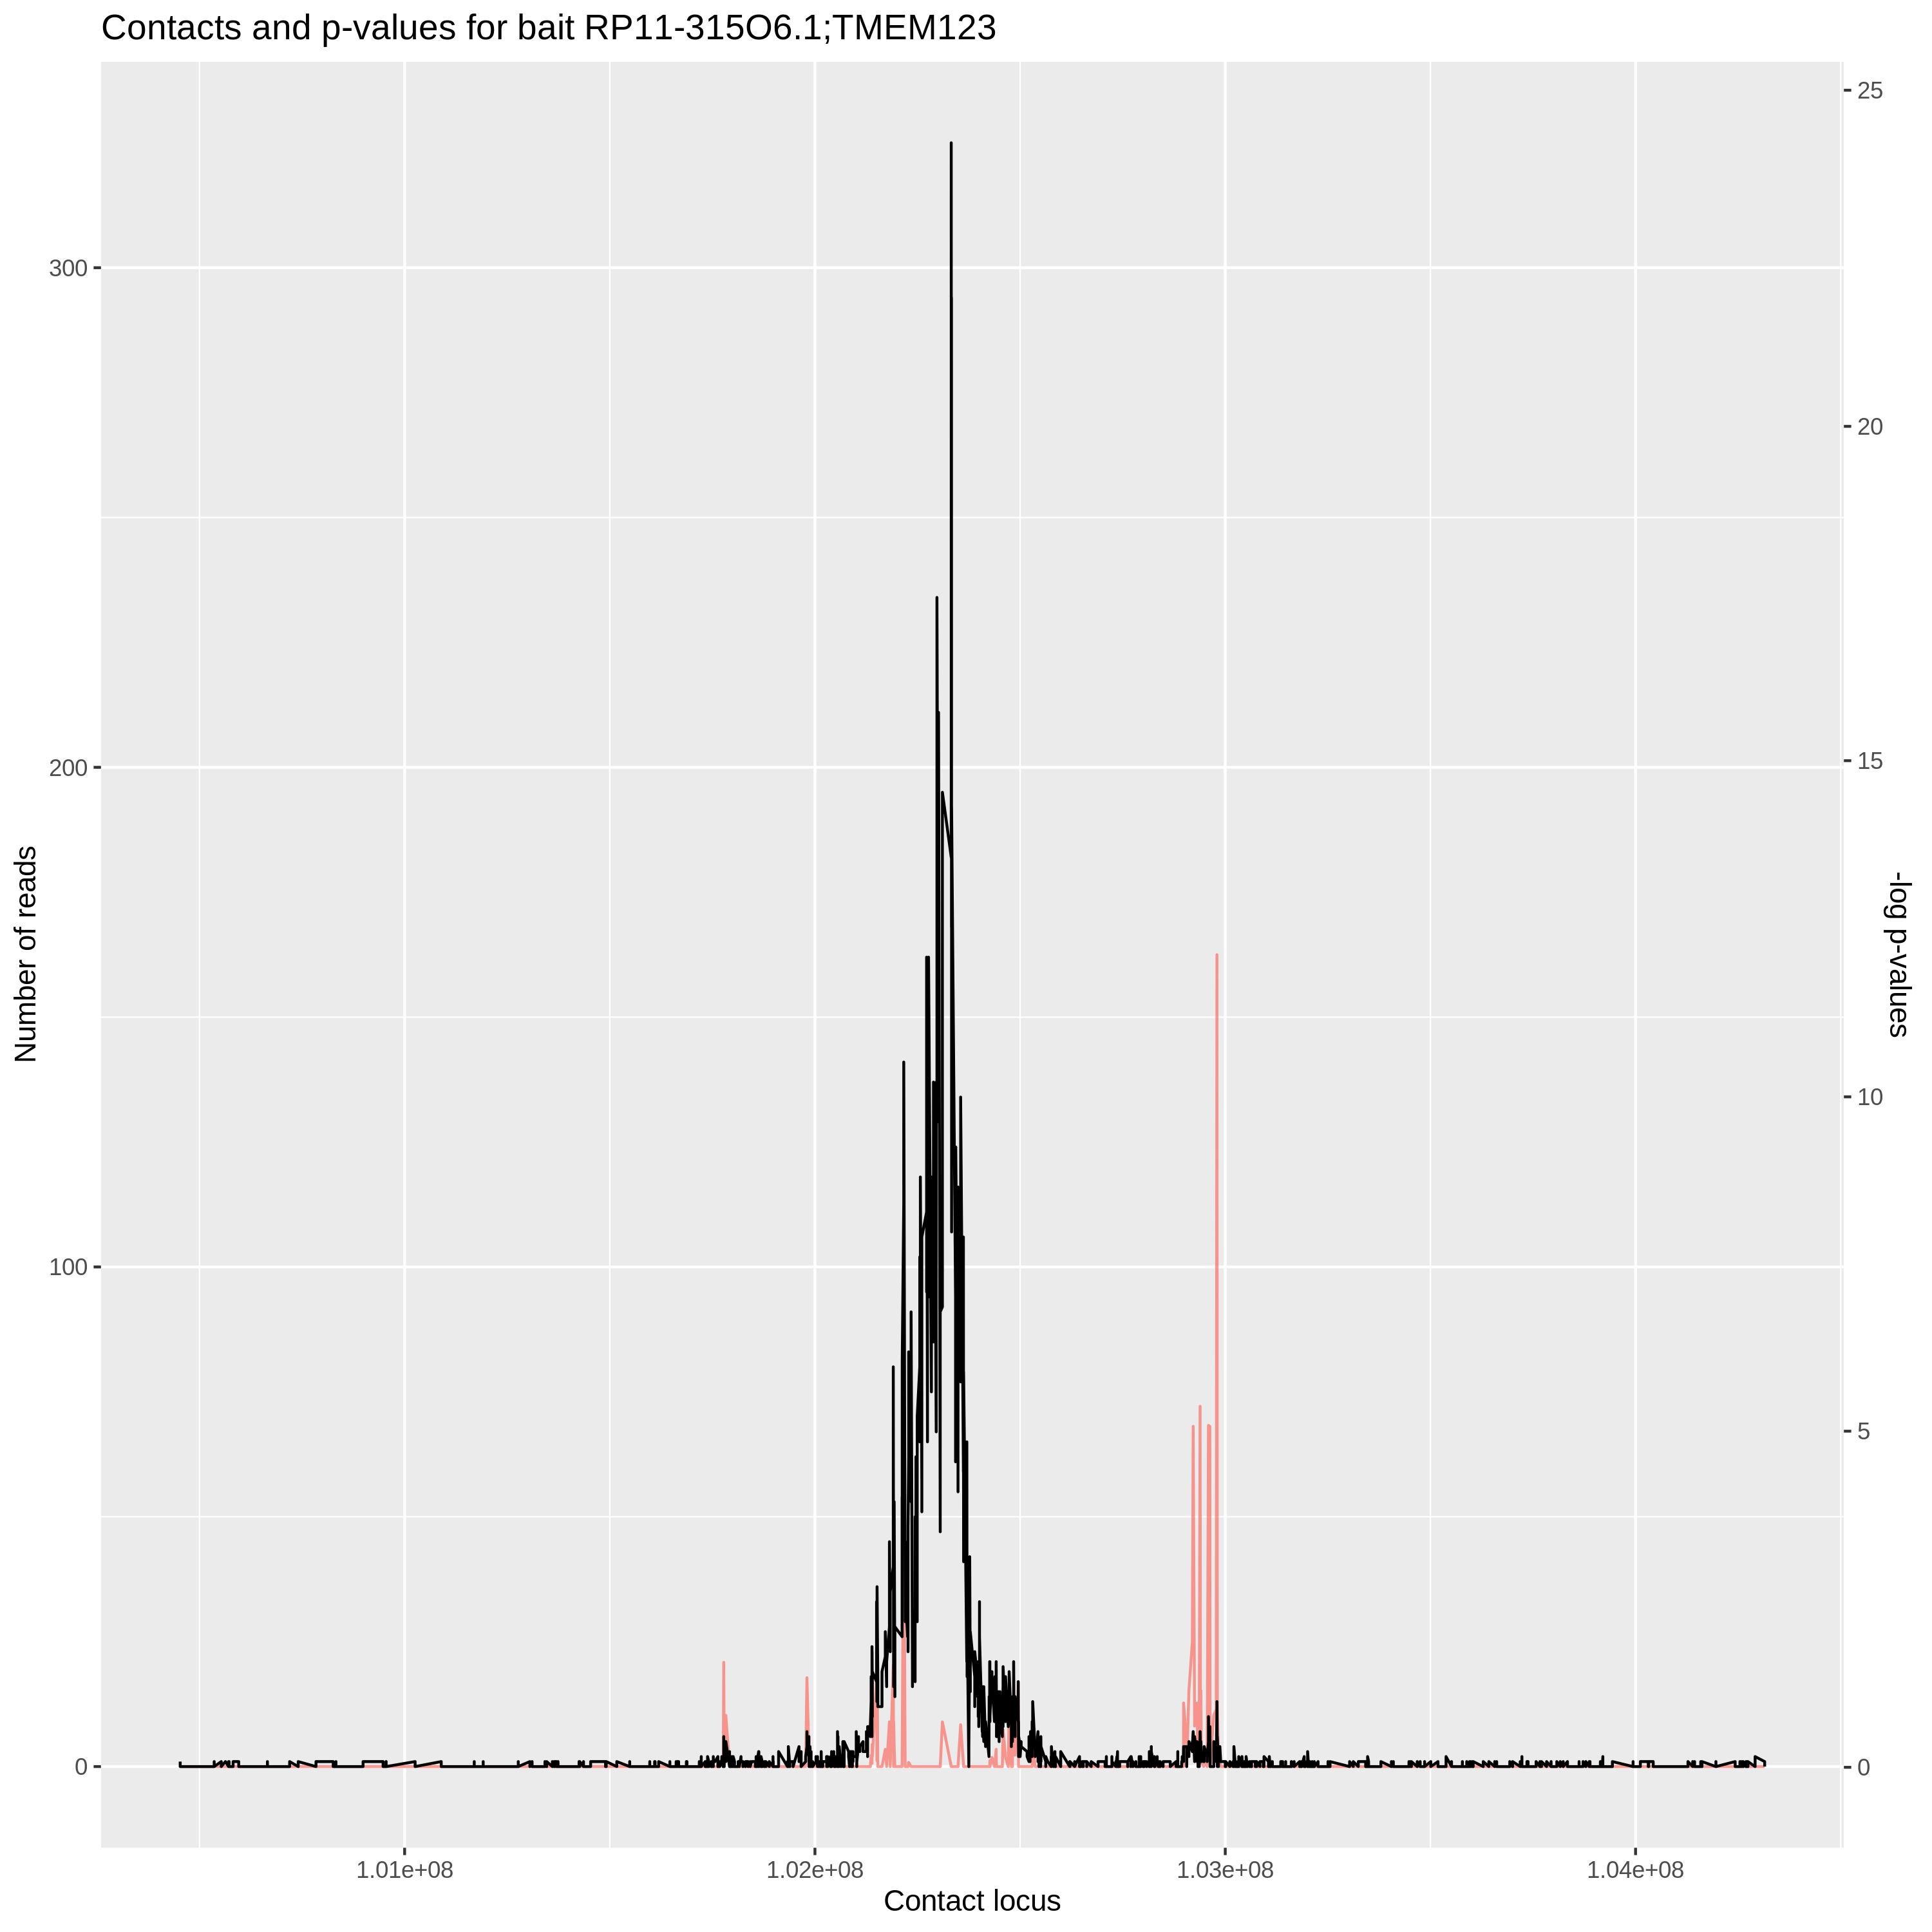 Contacts and p-values for bait RP11-315O6.1;TMEM123
300
200
100
0
Number of reads
25
20
15
10
5
0
-log p-values
1.01e+08
1.02e+08
1.03e+08
1.04e+08
Contact locus